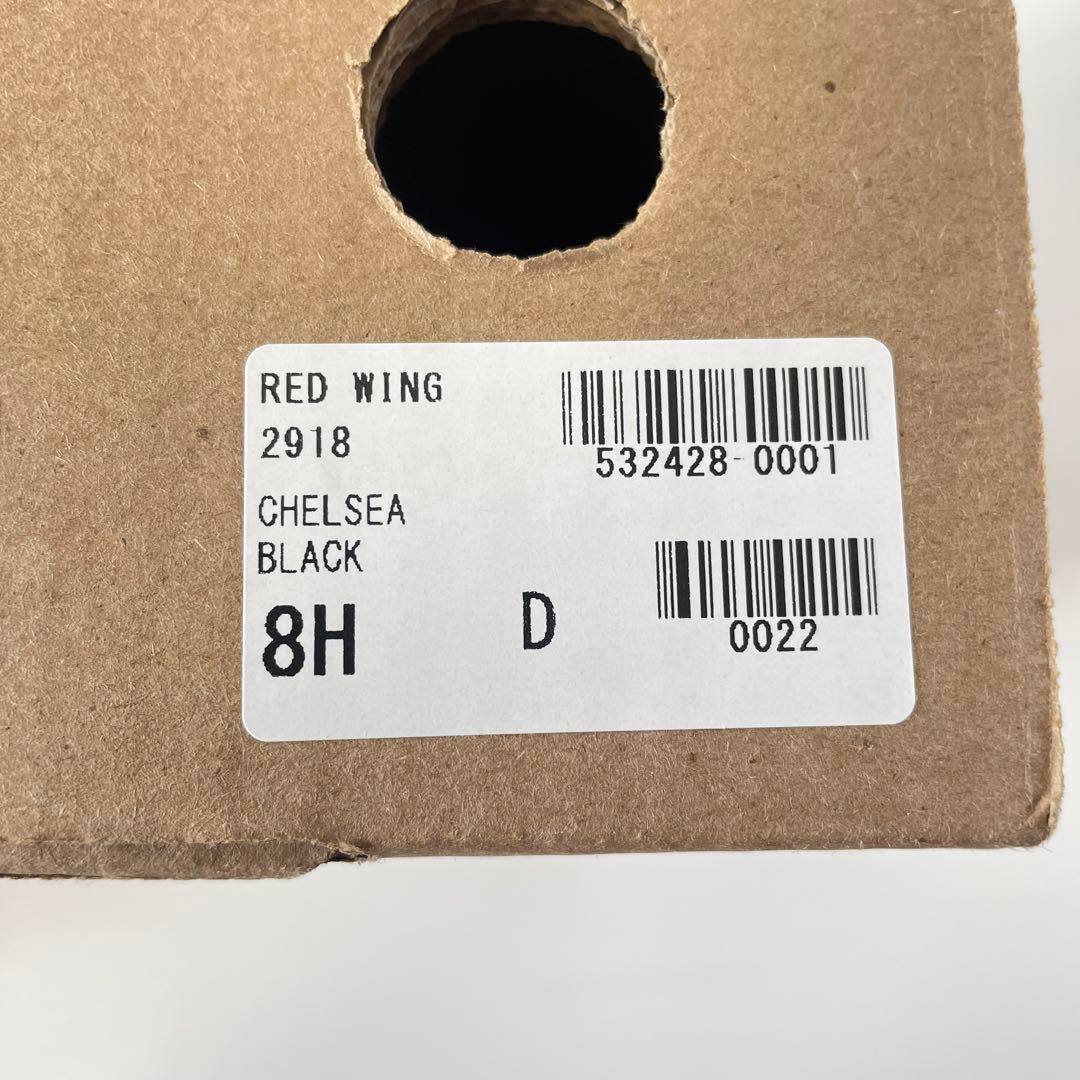 RED WING
2918
532428-0001
CHELSEA
BLACK
8H D
0022